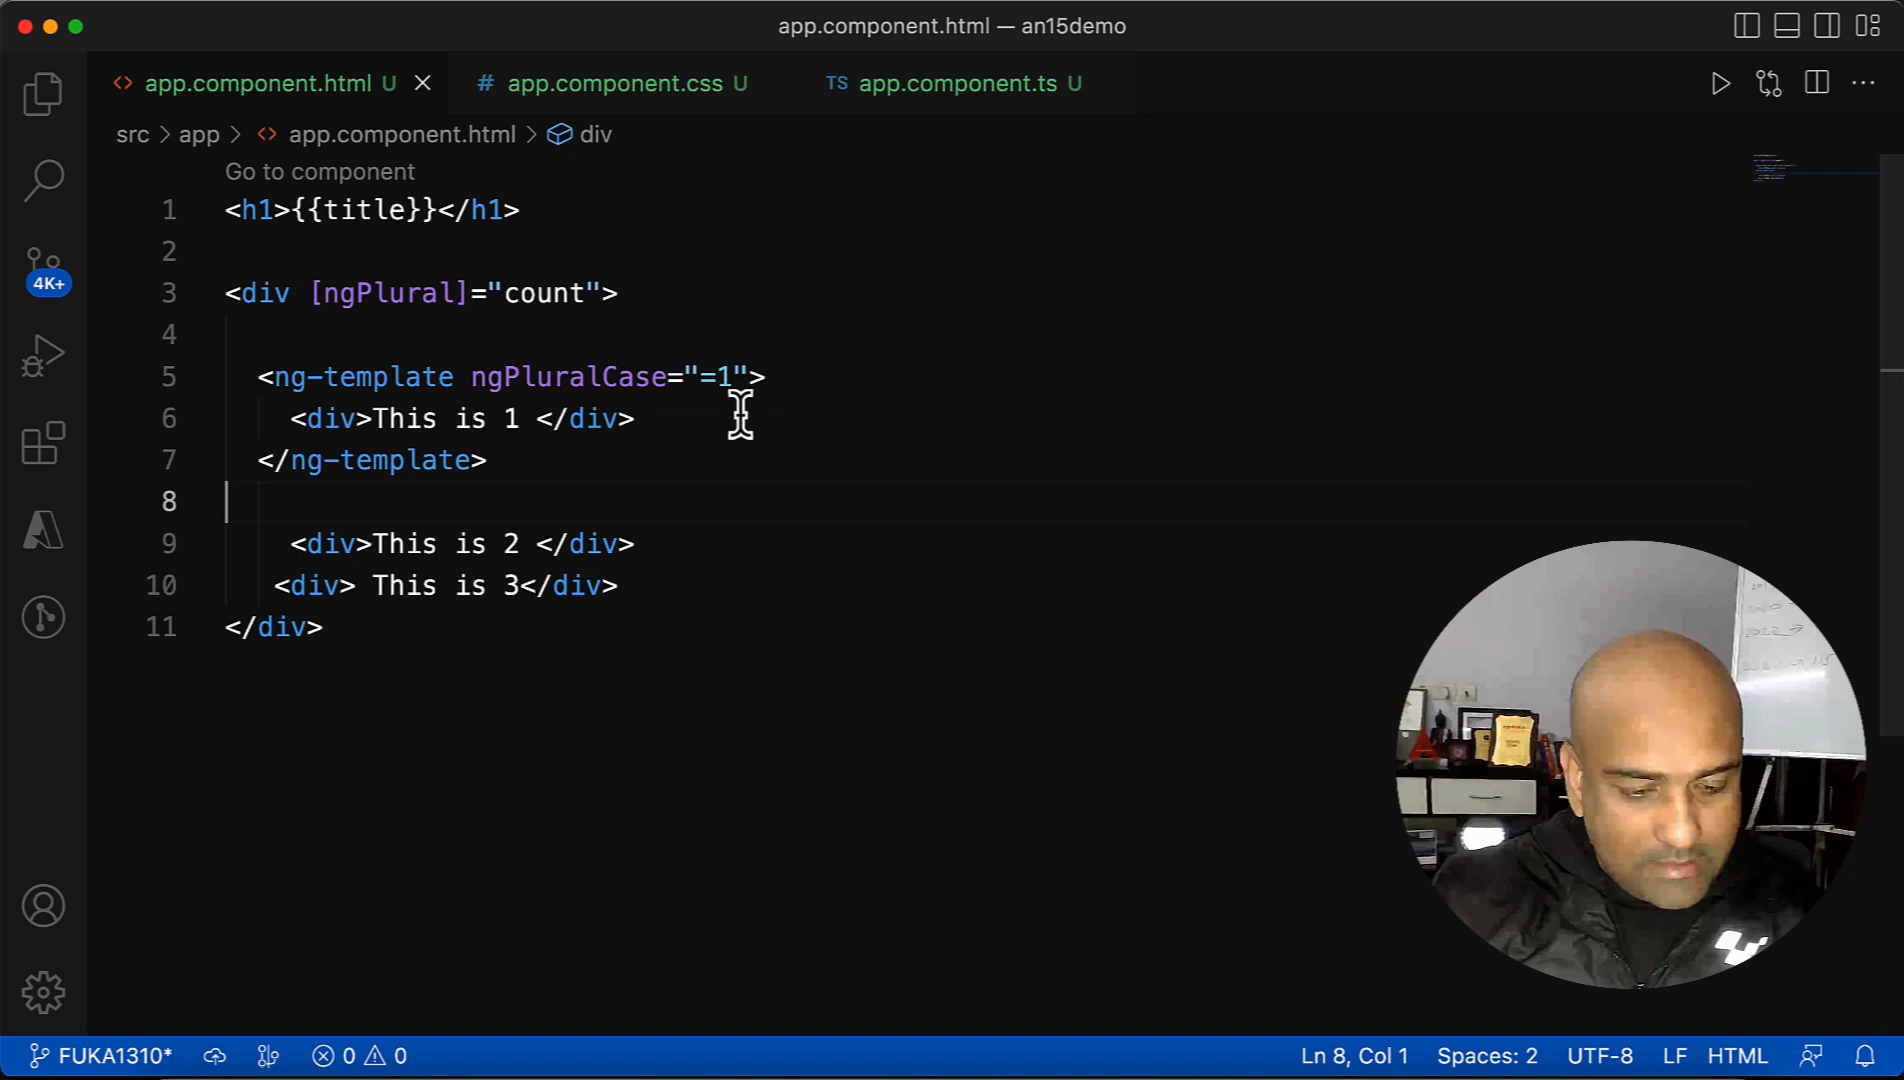 app.component.html — an15demo
app.component.html U
# app.component.css U
TS app.component.ts U
src > app > <> app.component.html > div
Go to component
1 <h1>{{title}}</h1>
2
3 <div [ngPlural]="count">
4
5 <ng-template ngPluralCase="=1">
6 <div>This is 1 </div>
7 </ng-template>
8
9 <div>This is 2 </div>
10 <div> This is 3</div>
11 </div>
4K+
FUKA1310* 0 0 Ln 8, Col 1 Spaces: 2 UTF-8 LF HTML